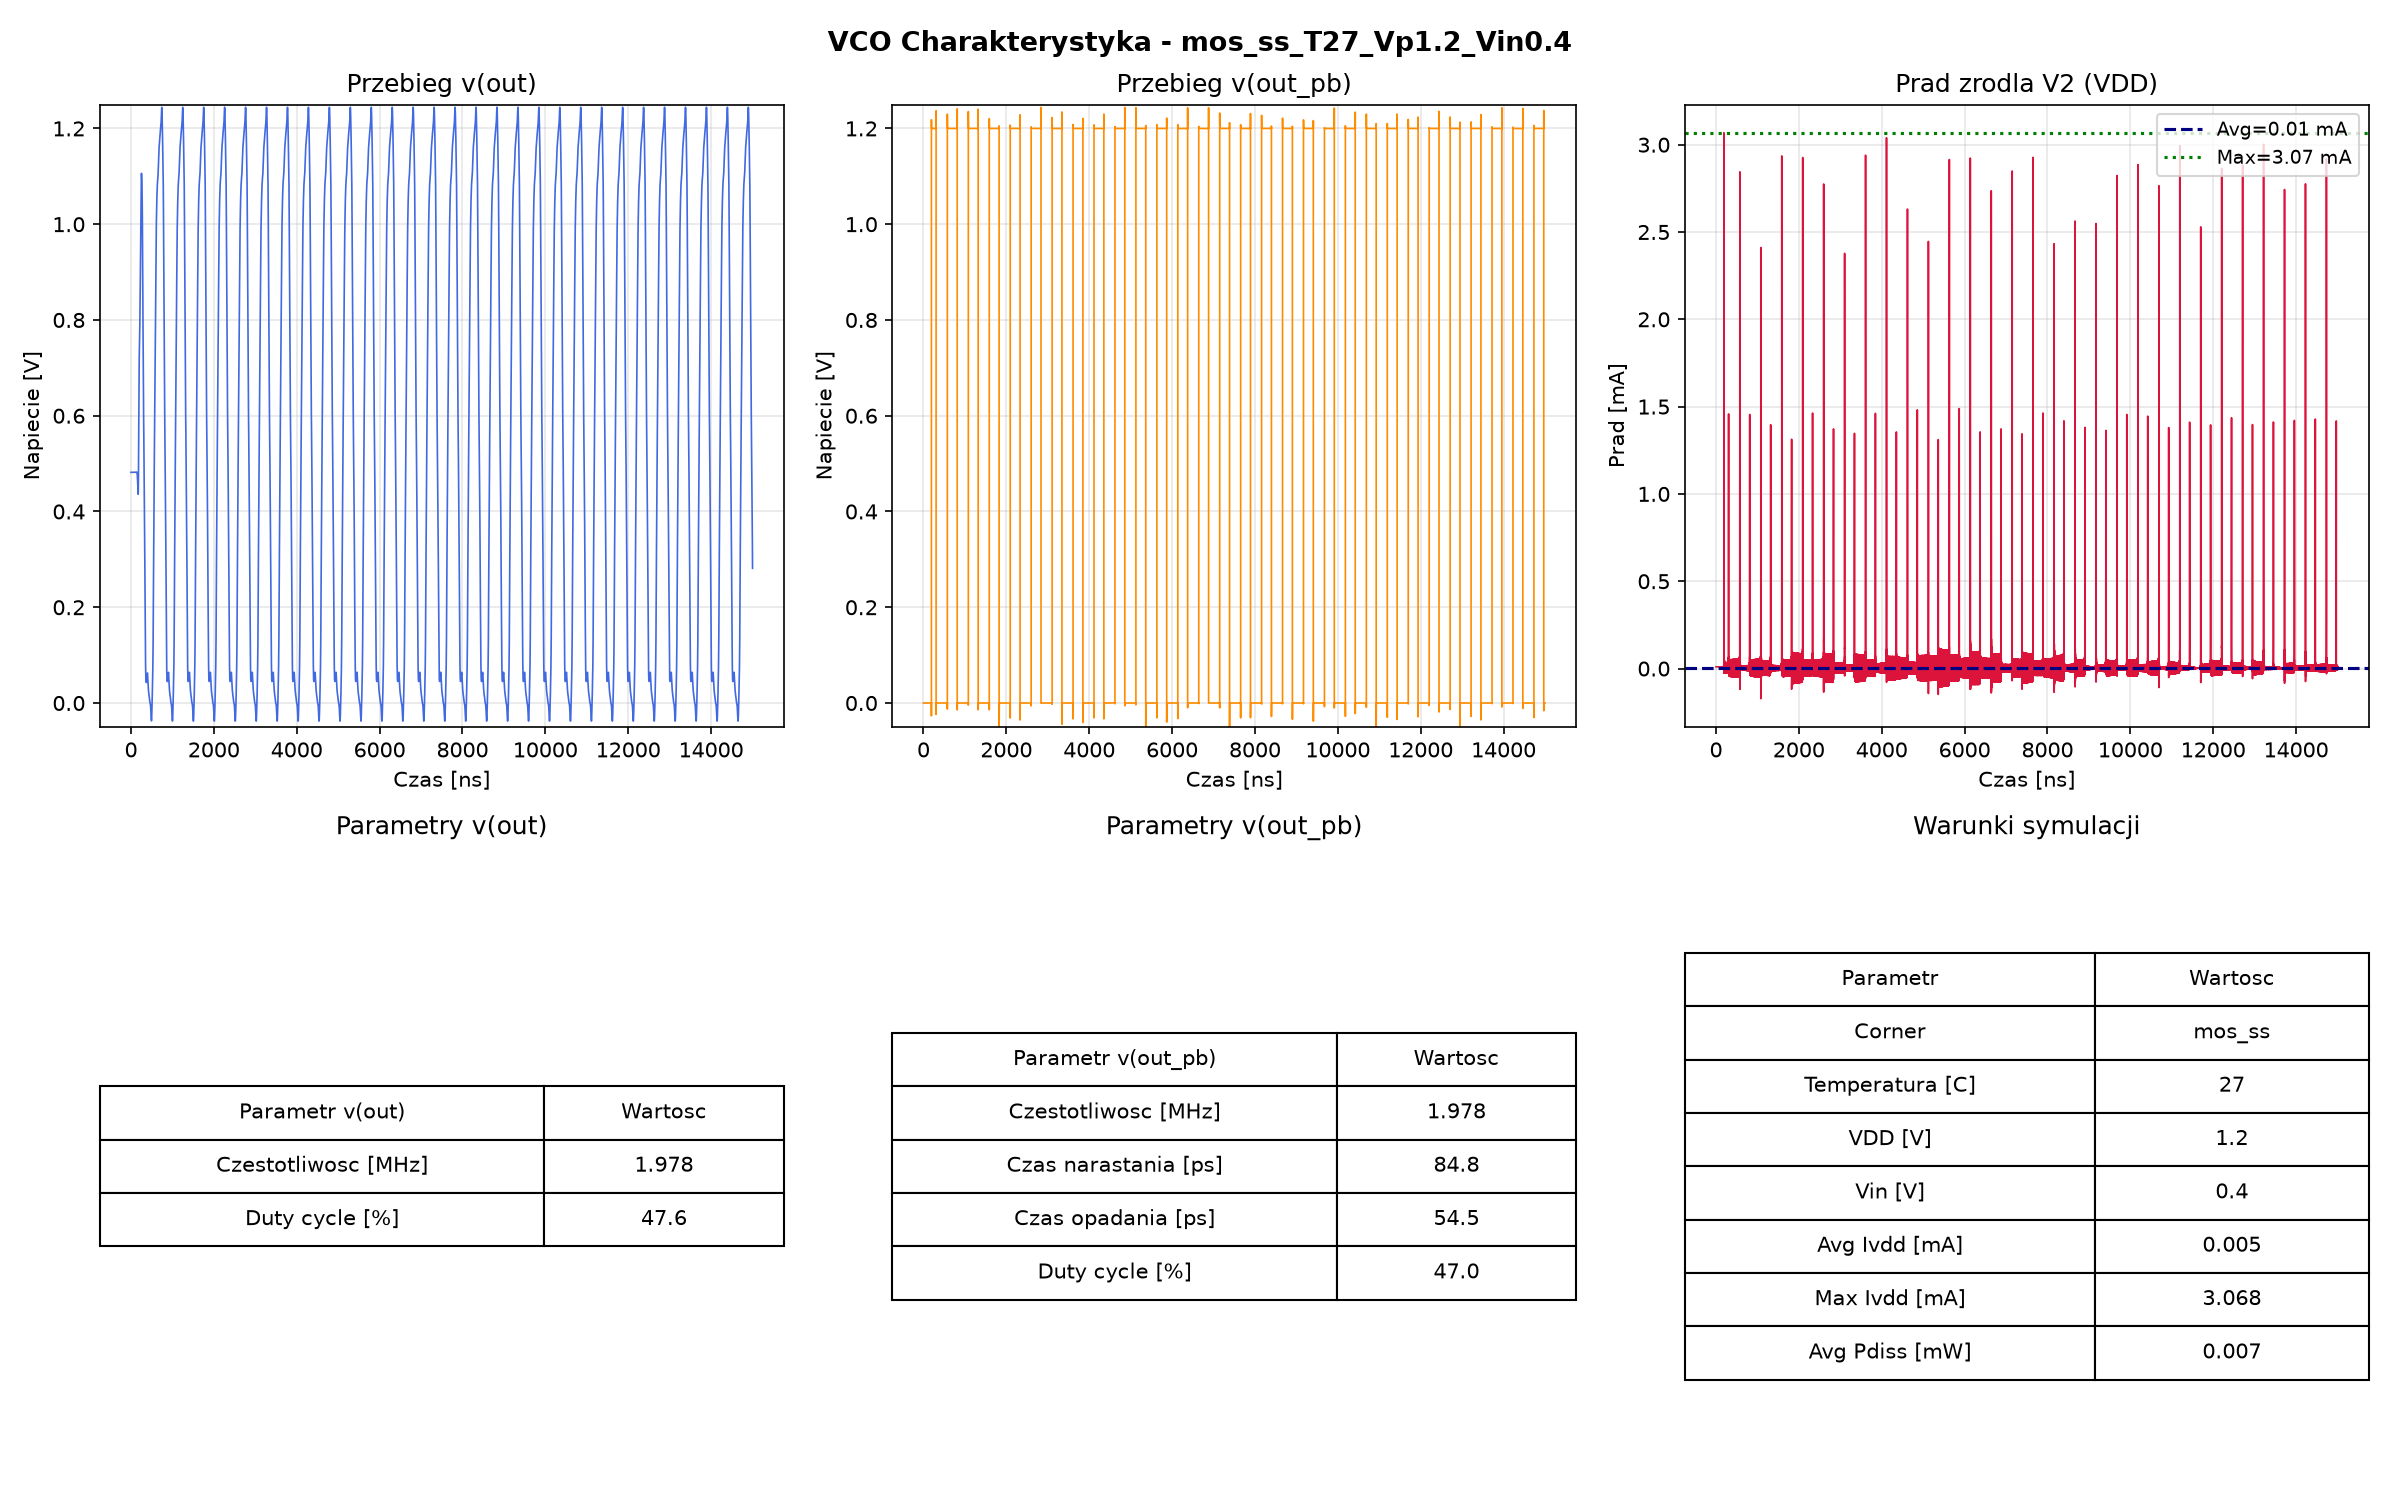 VCO Charakterystyka - mos_ss_T27_Vp1.2_Vin0.4
Przebieg v(out)
Napiecie [V]
1.2
1.0
0.8
0.6
0.4
0.2
0.0
0 2000 4000 6000 8000 10000 12000 14000
Czas [ns]
Przebieg v(out_pb)
Napiecie [V]
1.2
1.0
0.8
0.6
0.4
0.2
0.0
0 2000 4000 6000 8000 10000 12000 14000
Czas [ns]
Prad zrodla V2 (VDD)
Prad [mA]
3.0
2.5
2.0
1.5
1.0
0.5
0.0
Avg=0.01 mA
Max=3.07 mA
0 2000 4000 6000 8000 10000 12000 14000
Czas [ns]
Parametry v(out)
Parametr v(out) Wartosc
Czestotliwosc [MHz] 1.978
Duty cycle [%] 47.6
Parametry v(out_pb)
Parametr v(out_pb) Wartosc
Czestotliwosc [MHz] 1.978
Czas narastania [ps] 84.8
Czas opadania [ps] 54.5
Duty cycle [%] 47.0
Warunki symulacji
Parametr Wartosc
Corner mos_ss
Temperatura [C] 27
VDD [V] 1.2
Vin [V] 0.4
Avg Ivdd [mA] 0.005
Max Ivdd [mA] 3.068
Avg Pdiss [mW] 0.007